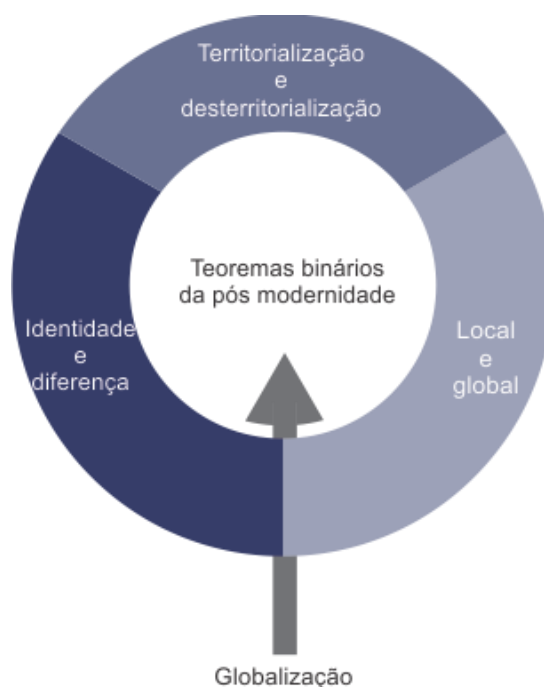 Territorialização
e
desterritorialização
Teoremas binários
da pós modernidade
Identidade
e
diferença
Local
e
global
Globalização